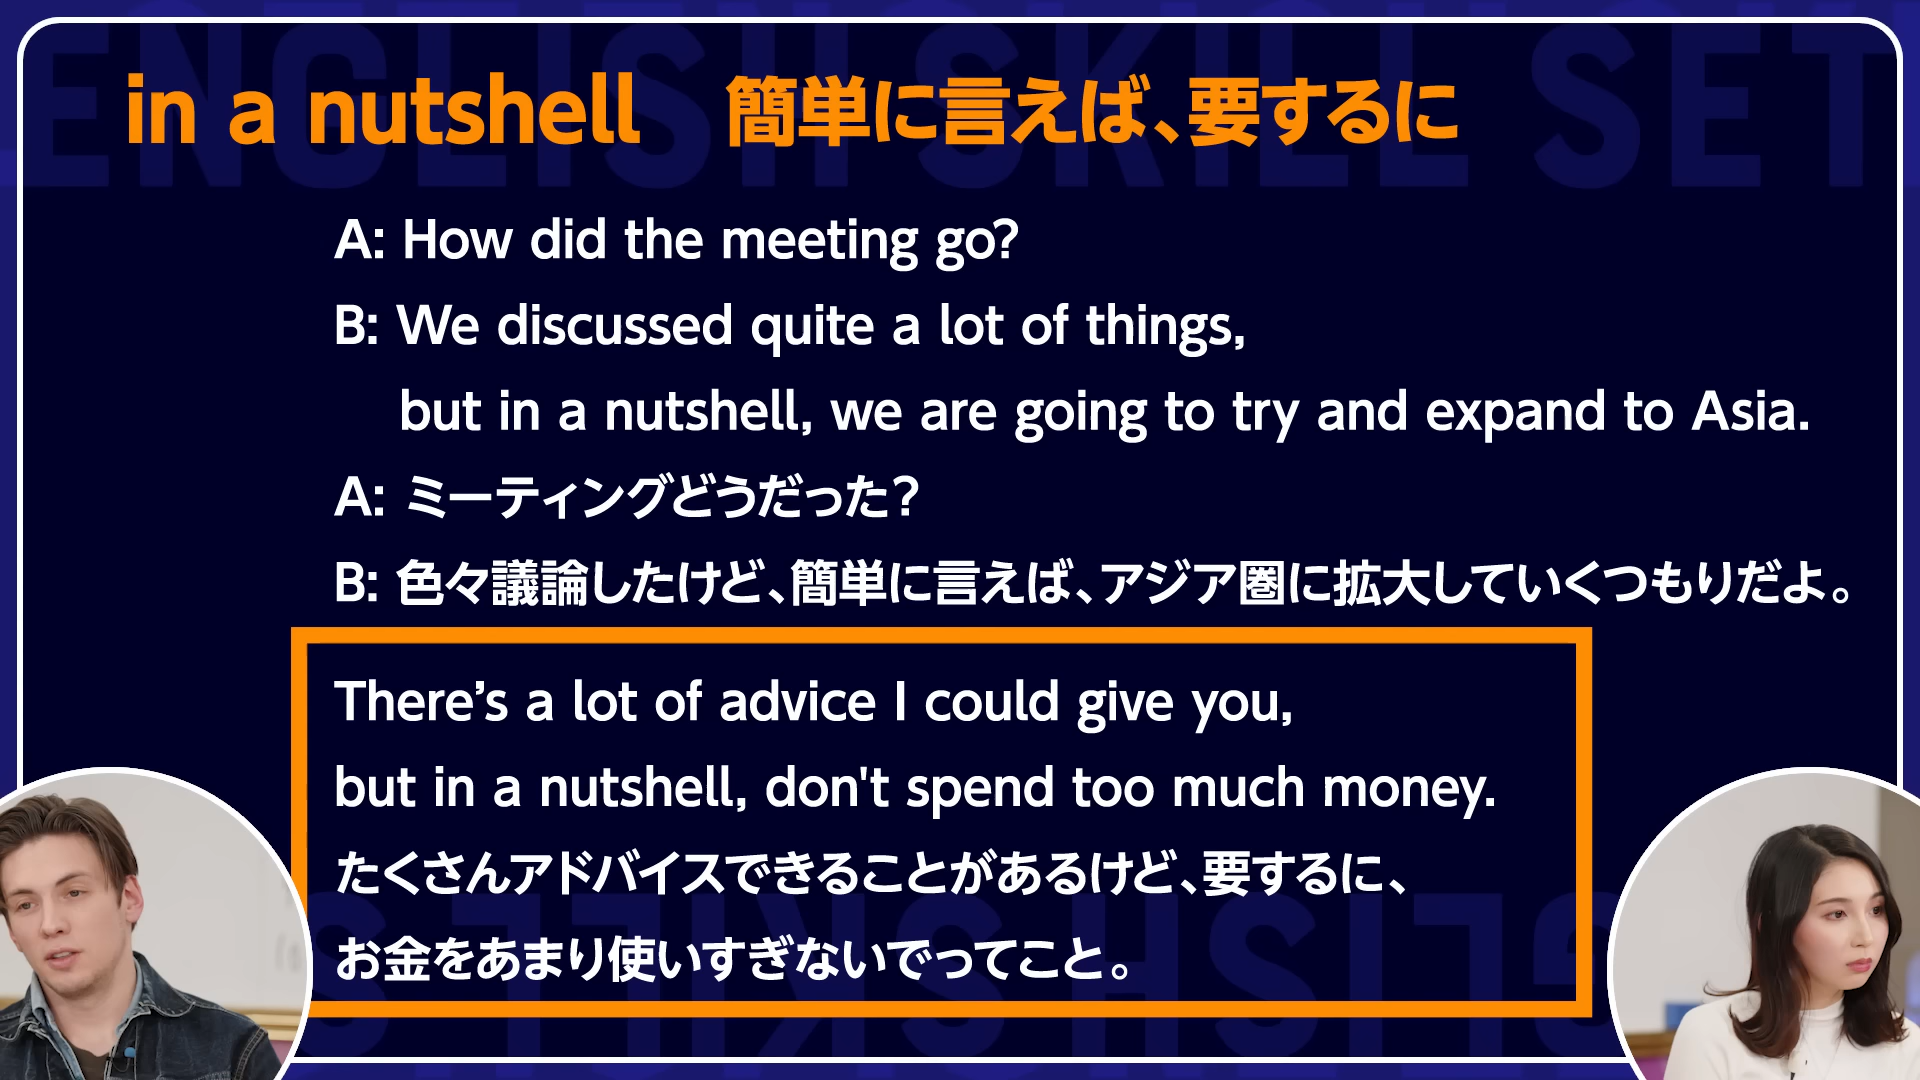 ENGLISH SKILL SET
in a nutshell 簡単に言えば、要するに
A: How did the meeting go?
B: We discussed quite a lot of things,
but in a nutshell, we are going to try and expand to Asia.
A: ミーティングどうだった？
B: 色々議論したけど、簡単に言えば、アジア圏に拡大していくつもりだよ。
There’s a lot of advice I could give you,
but in a nutshell, don't spend too much money.
たくさんアドバイスできることがあるけど、要するに、
お金をあまり使いすぎないでってこと。